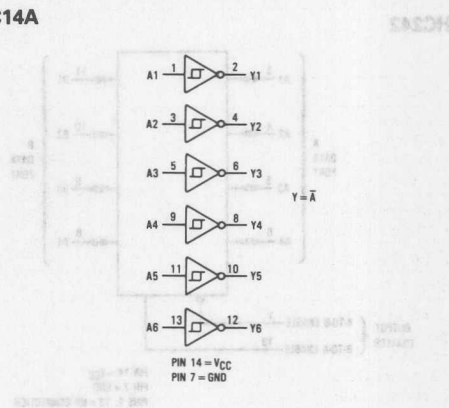 C14A
A1 1 2 Y1
A2 3 4 Y2
A3 5 6 Y3
Y = A̅
A4 9 8 Y4
A5 11 10 Y5
A6 13 12 Y6
PIN 14 = VCC
PIN 7 = GND